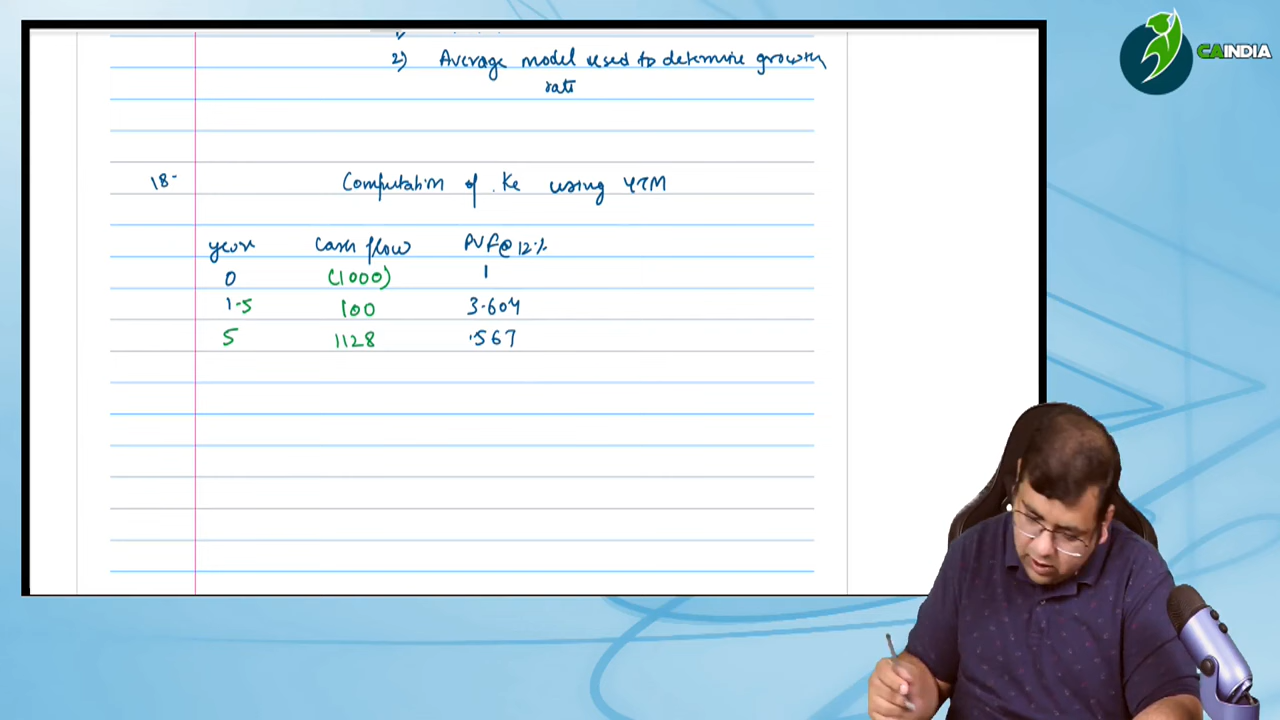 CAINDIA
2) Average model used to determine growth
rate
18- Computation of Ke using YTM
year Cash flow PVF@12%
0 (1000) 1
1-5 100 3.604
5 1128 .567